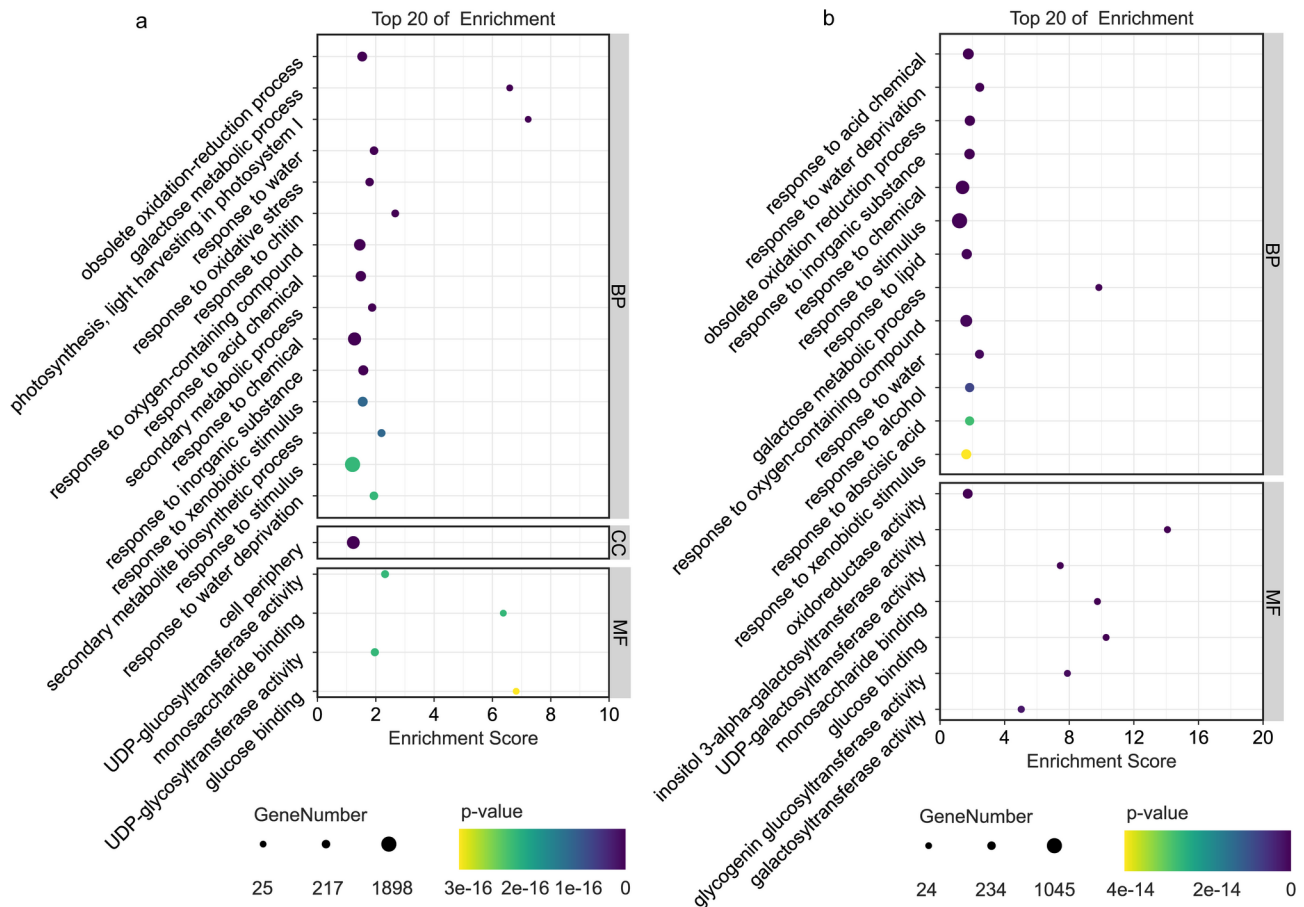 a
Top 20 of Enrichment
obsolete oxidation-reduction process
galactose metabolic process
photosynthesis, light harvesting in photosystem I
response to water
response to oxidative stress
response to chitin
response to oxygen-containing compound
response to acid chemical
secondary metabolic process
response to chemical
response to inorganic substance
response to xenobiotic stimulus
secondary metabolite biosynthetic process
response to stimulus
response to water deprivation
BP
cell periphery
CC
UDP-glucosyltransferase activity
monosaccharide binding
UDP-glycosyltransferase activity
glucose binding
MF
0 2 4 6 8 10
Enrichment Score
GeneNumber
25 217 1898
p-value
3e-16 2e-16 1e-16 0
b
Top 20 of Enrichment
response to acid chemical
response to water deprivation
obsolete oxidation reduction process
response to inorganic substance
response to chemical
response to stimulus
response to lipid
galactose metabolic process
response to oxygen-containing compound
response to water
response to alcohol
response to abscisic acid
response to xenobiotic stimulus
BP
oxidoreductase activity
inositol 3-alpha-galactosyltransferase activity
UDP-galactosyltransferase activity
monosaccharide binding
glucose binding
glycogenin glucosyltransferase activity
galactosyltransferase activity
MF
0 4 8 12 16 20
Enrichment Score
GeneNumber
24 234 1045
p-value
4e-14 2e-14 0